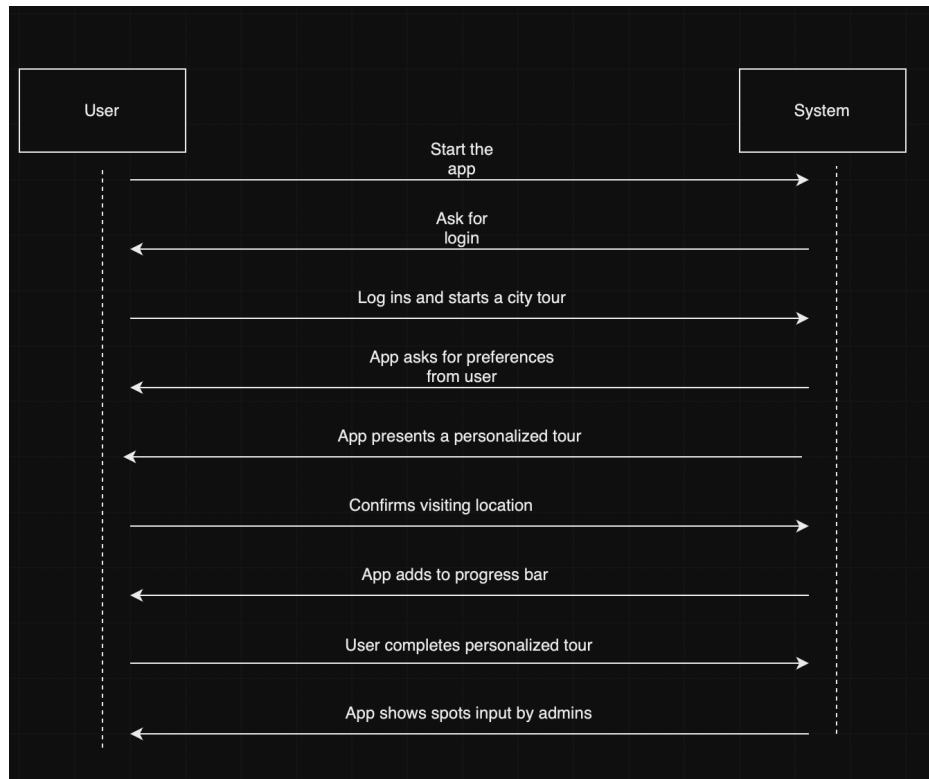 User
System
Start the
app
Ask for
login
Log ins and starts a city tour
App asks for preferences
from user
App presents a personalized tour
Confirms visiting location
App adds to progress bar
User completes personalized tour
App shows spots input by admins